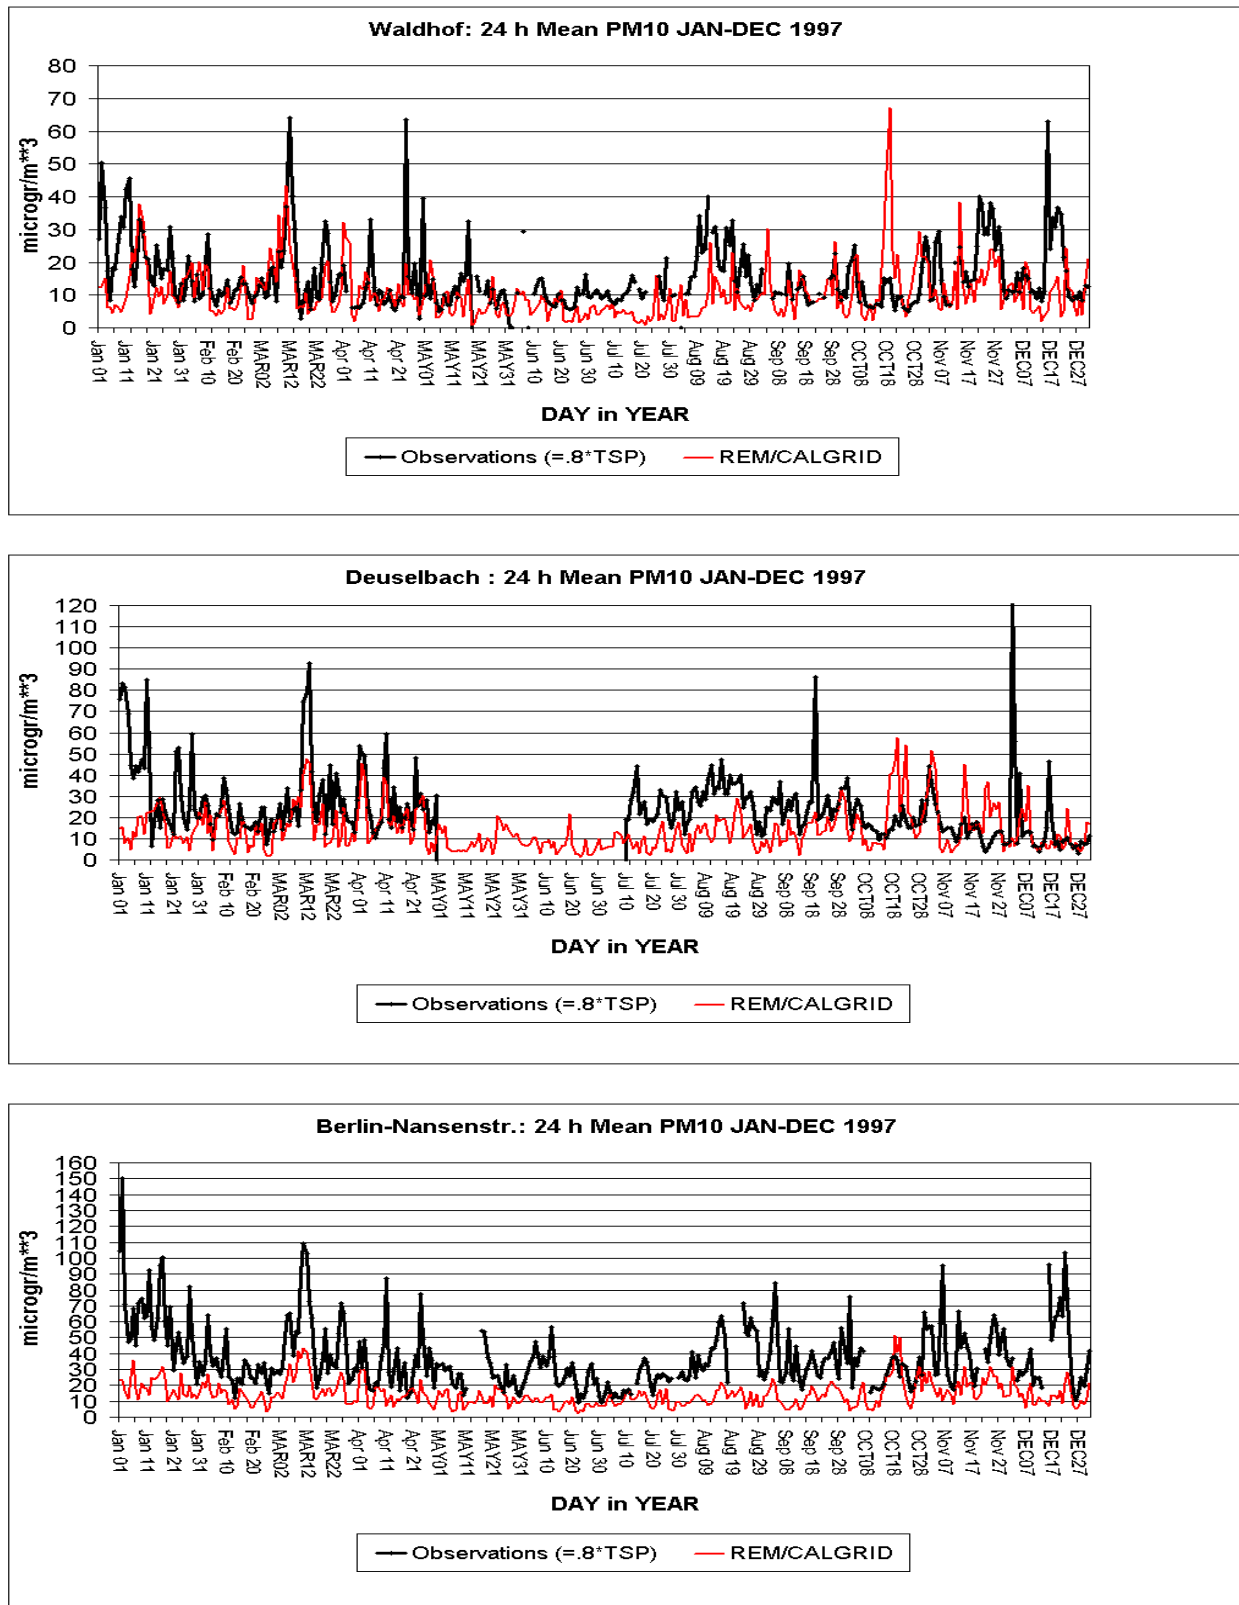 Waldhof: 24 h Mean PM10 JAN-DEC 1997
80
70
60
50
40
30
20
10
0
microgr/m**3
Jan 01 Jan 11 Jan 21 Jan 31 Feb 10 Feb 20 MAR02 MAR12 MAR22 Apr 01 Apr 11 Apr 21 MAY01 MAY11 MAY21 MAY31 Jun 10 Jun 20 Jun 30 Jul 10 Jul 20 Jul 30 Aug 09 Aug 19 Aug 29 Sep 08 Sep 18 Sep 28 OCT08 OCT18 OCT28 Nov 07 Nov 17 Nov 27 DEC07 DEC17 DEC27
DAY in YEAR
Observations (=.8*TSP) REM/CALGRID
Deuselbach : 24 h Mean PM10 JAN-DEC 1997
120
110
100
90
80
70
60
50
40
30
20
10
0
microgr/m**3
Jan 01 Jan 11 Jan 21 Jan 31 Feb 10 Feb 20 MAR02 MAR12 MAR22 Apr 01 Apr 11 Apr 21 MAY01 MAY11 MAY21 MAY31 Jun 10 Jun 20 Jun 30 Jul 10 Jul 20 Jul 30 Aug 09 Aug 19 Aug 29 Sep 08 Sep 18 Sep 28 OCT08 OCT18 OCT28 Nov 07 Nov 17 Nov 27 DEC07 DEC17 DEC27
DAY in YEAR
Observations (=.8*TSP) REM/CALGRID
Berlin-Nansenstr.: 24 h Mean PM10 JAN-DEC 1997
160
150
140
130
120
110
100
90
80
70
60
50
40
30
20
10
0
microgr/m**3
Jan 01 Jan 11 Jan 21 Jan 31 Feb 10 Feb 20 MAR02 MAR12 MAR22 Apr 01 Apr 11 Apr 21 MAY01 MAY11 MAY21 MAY31 Jun 10 Jun 20 Jun 30 Jul 10 Jul 20 Jul 30 Aug 09 Aug 19 Aug 29 Sep 08 Sep 18 Sep 28 OCT08 OCT18 OCT28 Nov 07 Nov 17 Nov 27 DEC07 DEC17 DEC27
DAY in YEAR
Observations (=.8*TSP) REM/CALGRID